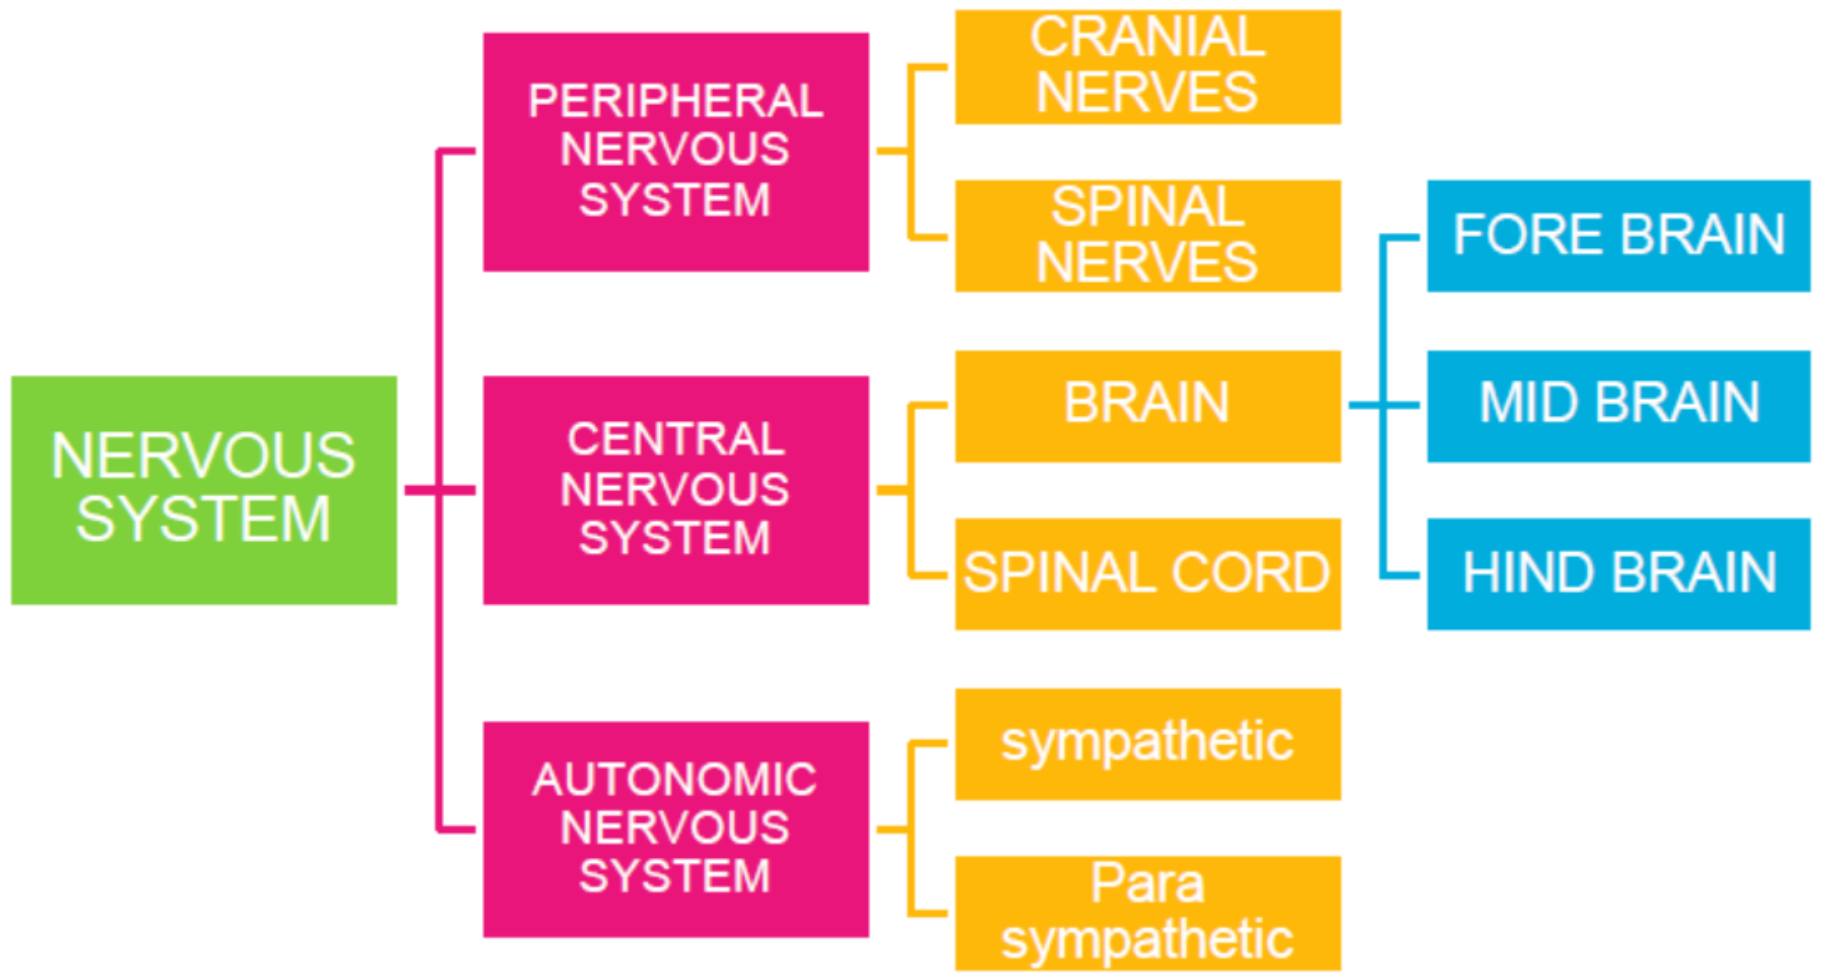 NERVOUS
SYSTEM
PERIPHERAL
NERVOUS
SYSTEM
CRANIAL
NERVES
SPINAL
NERVES
CENTRAL
NERVOUS
SYSTEM
BRAIN
FORE BRAIN
MID BRAIN
HIND BRAIN
SPINAL CORD
AUTONOMIC
NERVOUS
SYSTEM
sympathetic
Para
sympathetic